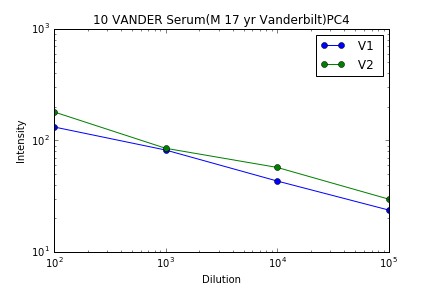 10 VANDER Serum(M 17 yr Vanderbilt)PC4
V1
V2
Intensity
10³
10²
10¹
10² 10³ 10⁴ 10⁵
Dilution